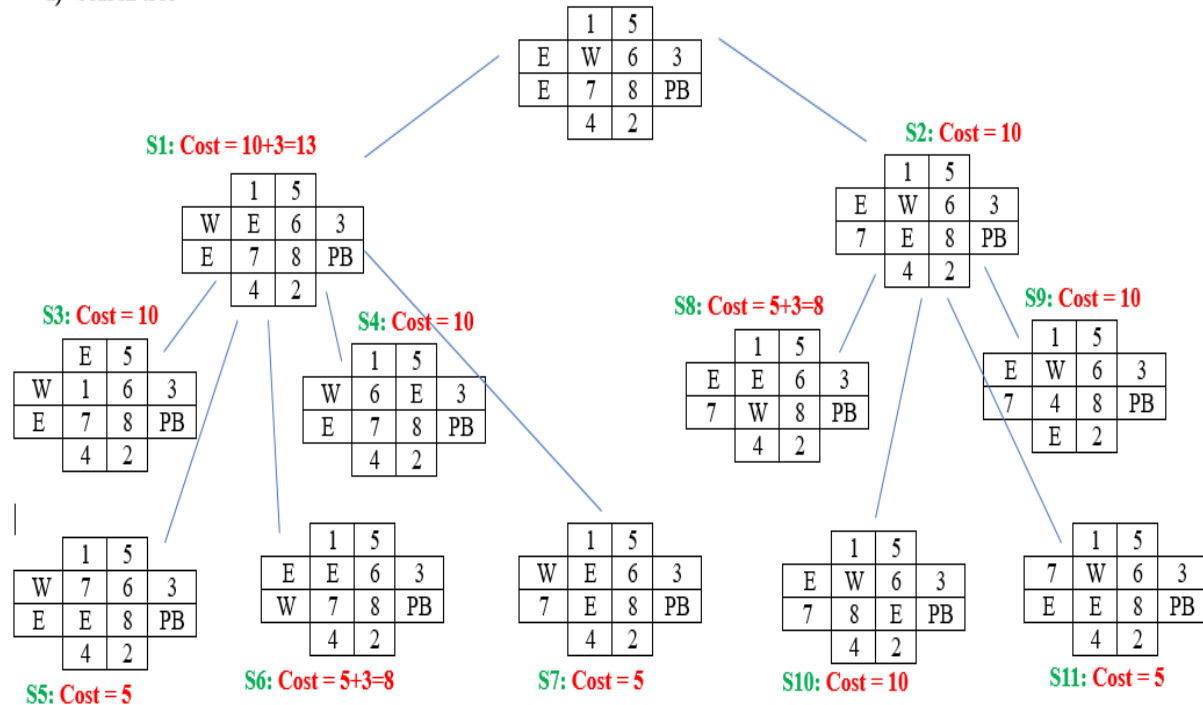 1 5
E W 6 3
E 7 8 PB
4 2
S1: Cost = 10+3=13
S2: Cost = 10
1 5
W E 6 3
E 7 8 PB
4 2
1 5
E W 6 3
7 E 8 PB
4 2
S3: Cost = 10
E 5
W 1 6 3
E 7 8 PB
4 2
S4: Cost = 10
1 5
W 6 E 3
E 7 8 PB
4 2
S8: Cost = 5+3=8
1 5
E E 6 3
7 W 8 PB
4 2
S9: Cost = 10
1 5
E W 6 3
7 4 8 PB
E 2
1 5
W 7 6 3
E E 8 PB
4 2
S5: Cost = 5
1 5
E E 6 3
W 7 8 PB
4 2
S6: Cost = 5+3=8
1 5
W E 6 3
7 E 8 PB
4 2
S7: Cost = 5
1 5
E W 6 3
7 8 E PB
4 2
S10: Cost = 10
1 5
7 W 6 3
E E 8 PB
4 2
S11: Cost = 5